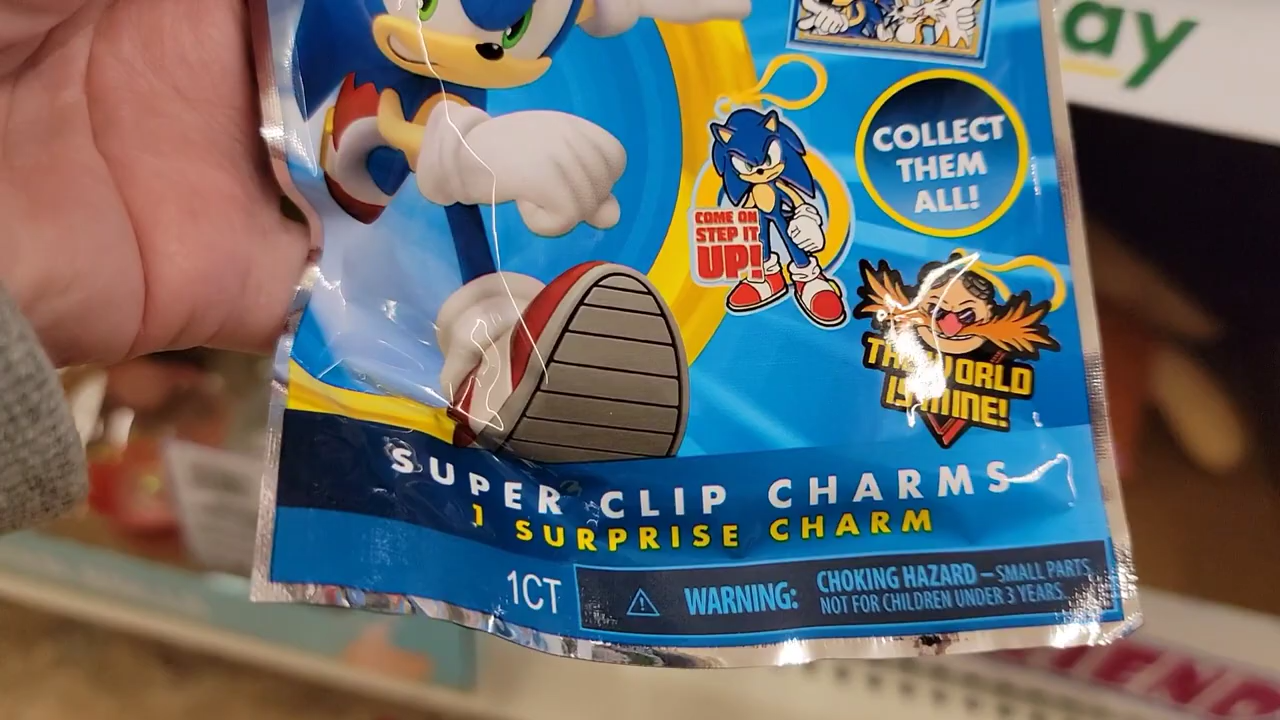 ay
COLLECT
THEM
ALL!
COME ON
STEP IT
UP!
THE WORLD
IS MINE!
SUPER CLIP CHARMS
1 SURPRISE CHARM
1CT
WARNING:
CHOKING HAZARD – SMALL PARTS
NOT FOR CHILDREN UNDER 3 YEARS.